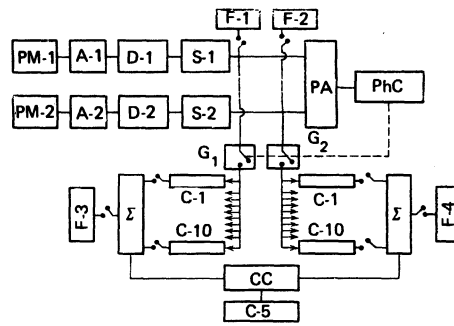 F-1 F-2
PM-1 A-1 D-1 S-1
PA
PhC
PM-2 A-2 D-2 S-2
G1 G2
C-1 C-1
F-3 Σ Σ F-4
C-10 C-10
CC
C-5